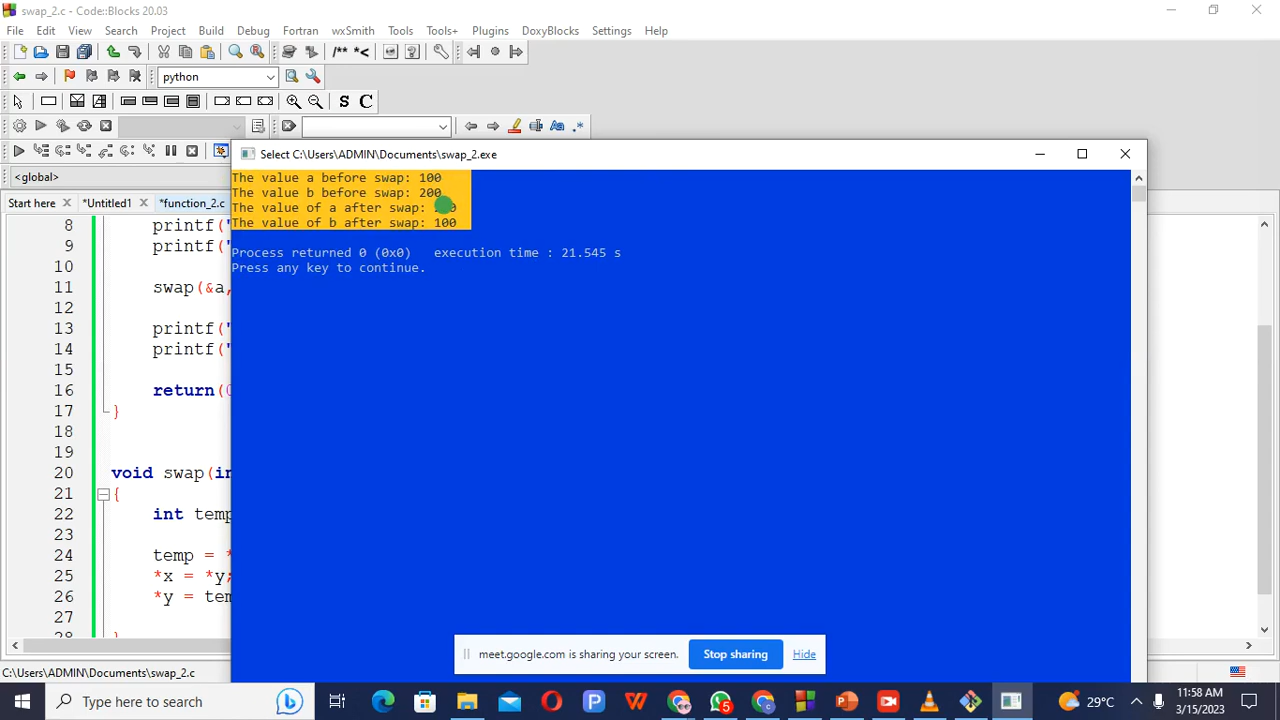 swap_2.c - Code::Blocks 20.03
File Edit View Search Project Build Debug Fortran wxSmith Tools Tools+ Plugins DoxyBlocks Settings Help
/** *<
python
S C
<global>
Start here *Untitled1 *function_2.c
Select C:\Users\ADMIN\Documents\swap_2.exe
The value a before swap: 100
The value b before swap: 200
The value of a after swap:
The value of b after swap: 100
Process returned 0 (0x0) execution time : 21.545 s
Press any key to continue.
8 printf("
9 printf("
10
11 swap(&a,
12
13 printf("
14 printf("
15
16 return(0
17 }
18
19
20 void swap(in
21 {
22 int temp
23
24 temp = *
25 *x = *y;
26 *y = tem
27
28 }
meet.google.com is sharing your screen. Stop sharing Hide
C:\Users\ADMIN\Documents\swap_2.c
Type here to search
5
29°C
11:58 AM
3/15/2023